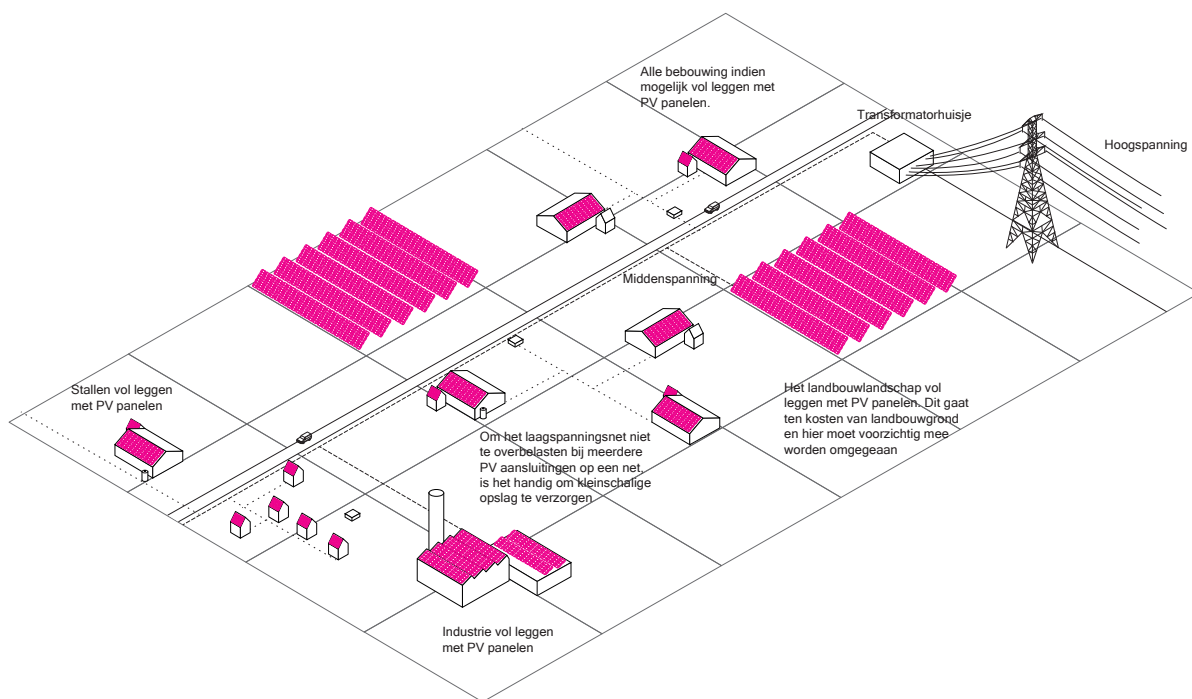 Alle bebouwing indien
mogelijk vol leggen met
PV panelen.
Transformatorhuisje
Hoogspanning
Middenspanning
Stallen vol leggen
met PV panelen
Het landbouwlandschap vol
leggen met PV panelen. Dit gaat
ten kosten van landbouwgrond
en hier moet voorzichtig mee
worden omgegeaan
Om het laagspanningsnet niet
te overbelasten bij meerdere
PV aansluitingen op een net,
is het handig om kleinschalige
opslag te verzorgen
Industrie vol leggen
met PV panelen